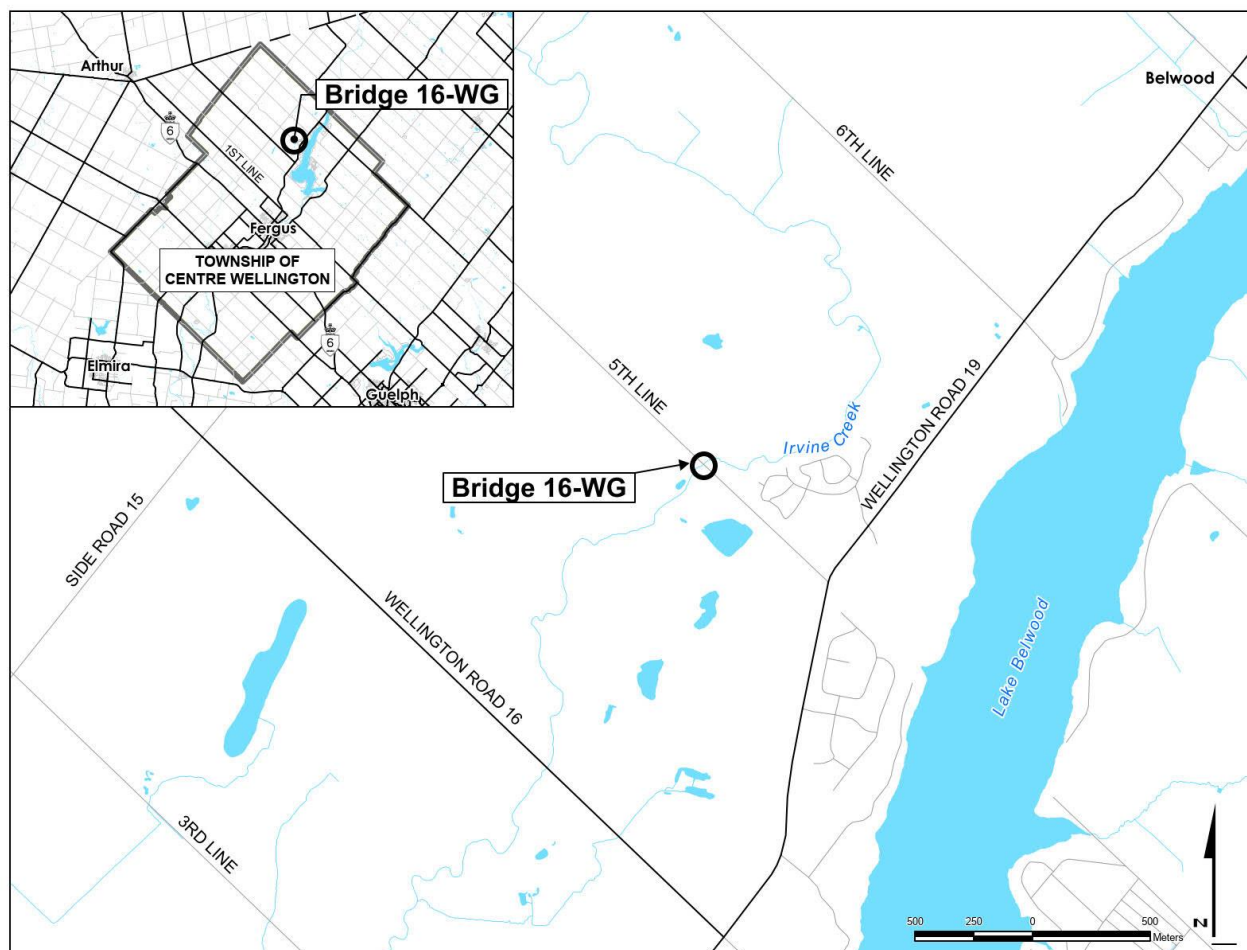 Arthur
Bridge 16-WG
6
1ST LINE
Fergus
TOWNSHIP OF
CENTRE WELLINGTON
6
Elmira
Guelph
Belwood
6TH LINE
5TH LINE
Irvine Creek
WELLINGTON ROAD 19
Bridge 16-WG
SIDE ROAD 15
WELLINGTON ROAD 16
Lake Belwood
3RD LINE
N
500 250 0 500
Meters